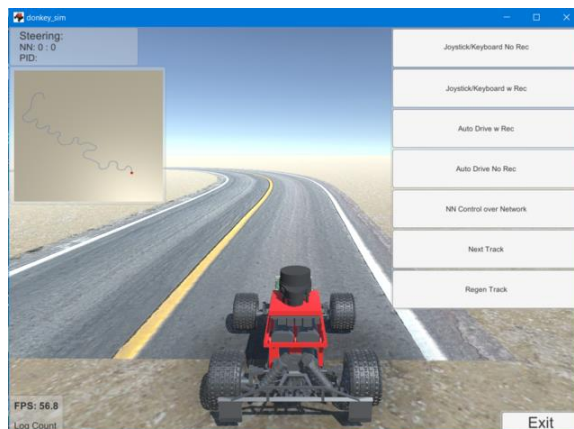 donkey_sim
Steering:
NN: 0 : 0
PID:
Joystick/Keyboard No Rec
Joystick/Keyboard w Rec
Auto Drive w Rec
Auto Drive No Rec
NN Control over Network
Next Track
Regen Track
FPS: 56.8
Log Count
Exit